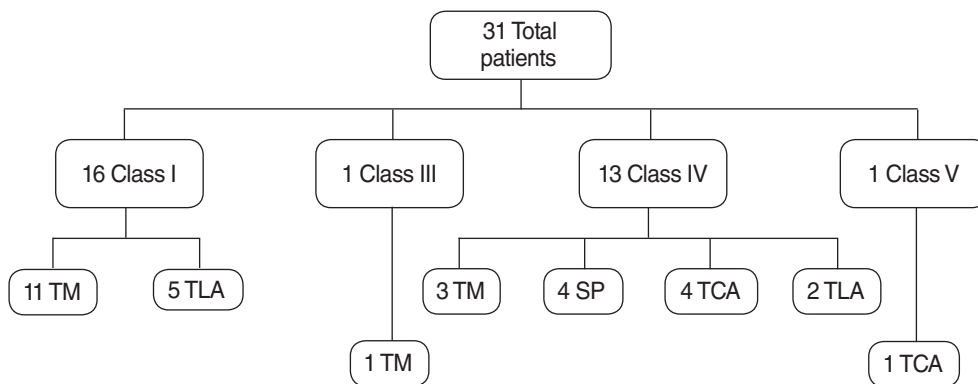 31 Total
patients
16 Class I
1 Class III
13 Class IV
1 Class V
11 TM
5 TLA
3 TM
4 SP
4 TCA
2 TLA
1 TM
1 TCA